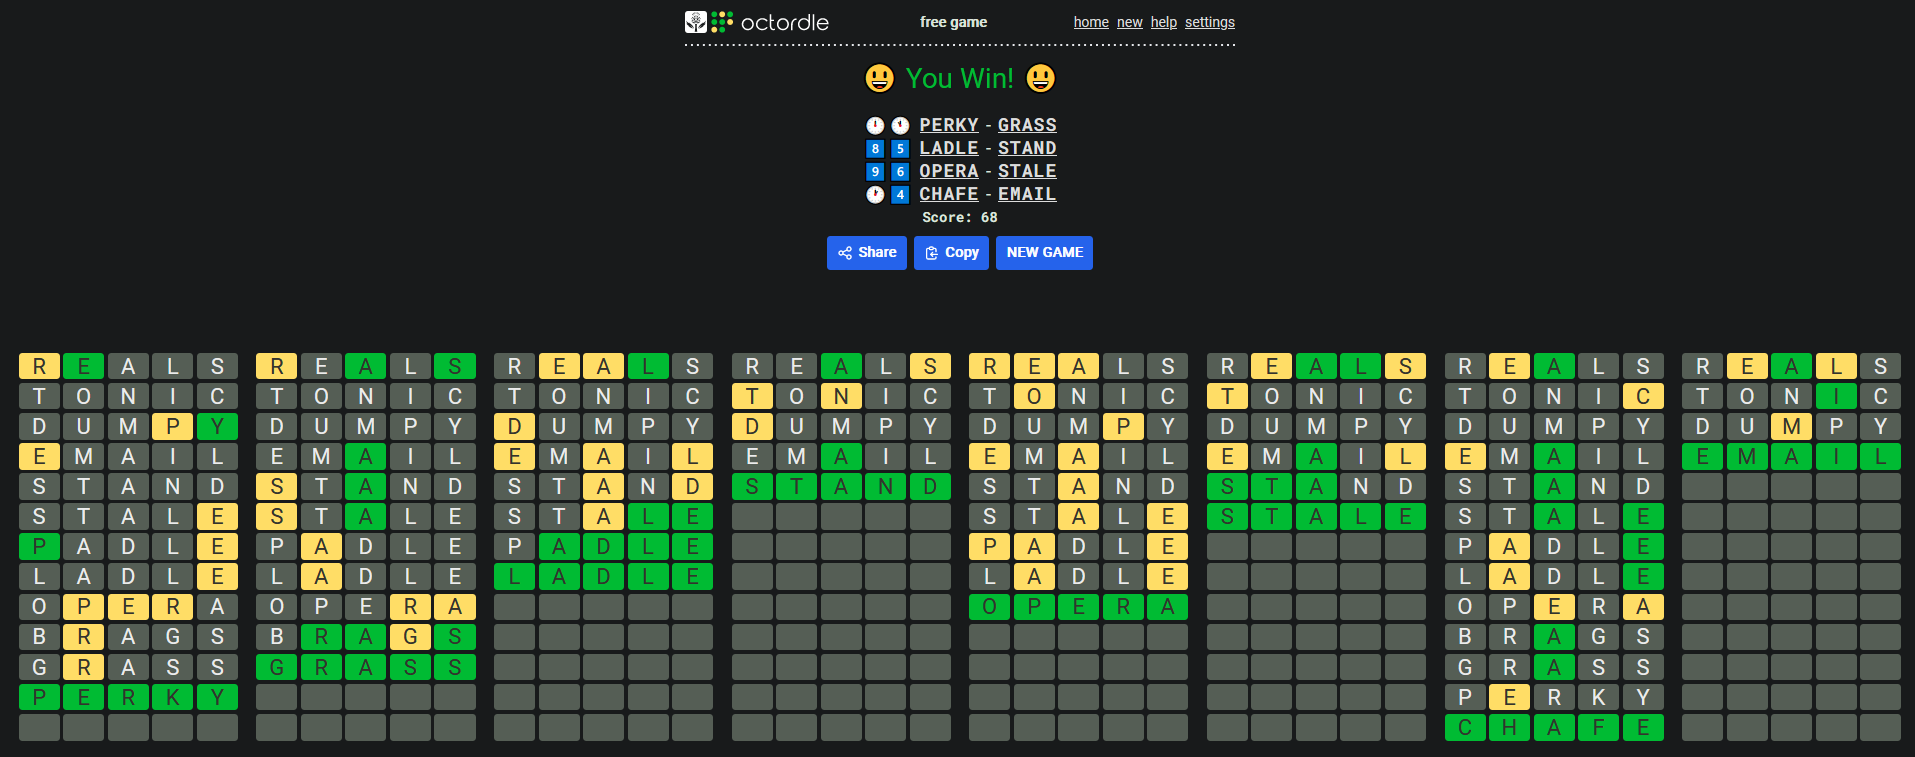 octordle free game home new help settings
You Win!
PERKY - GRASS
8 5 LADLE - STAND
9 6 OPERA - STALE
4 CHAFE - EMAIL
Score: 68
Share Copy NEW GAME
R E A L S R E A L S R E A L S R E A L S R E A L S R E A L S R E A L S R E A L S
T O N I C T O N I C T O N I C T O N I C T O N I C T O N I C T O N I C T O N I C
D U M P Y D U M P Y D U M P Y D U M P Y D U M P Y D U M P Y D U M P Y D U M P Y
E M A I L E M A I L E M A I L E M A I L E M A I L E M A I L E M A I L E M A I L
S T A N D S T A N D S T A N D S T A N D S T A N D S T A N D S T A N D
S T A L E S T A L E S T A L E S T A L E S T A L E S T A L E
P A D L E P A D L E P A D L E P A D L E P A D L E
L A D L E L A D L E L A D L E L A D L E L A D L E
O P E R A O P E R A O P E R A O P E R A
B R A G S B R A G S B R A G S
G R A S S G R A S S G R A S S
P E R K Y P E R K Y
C H A F E